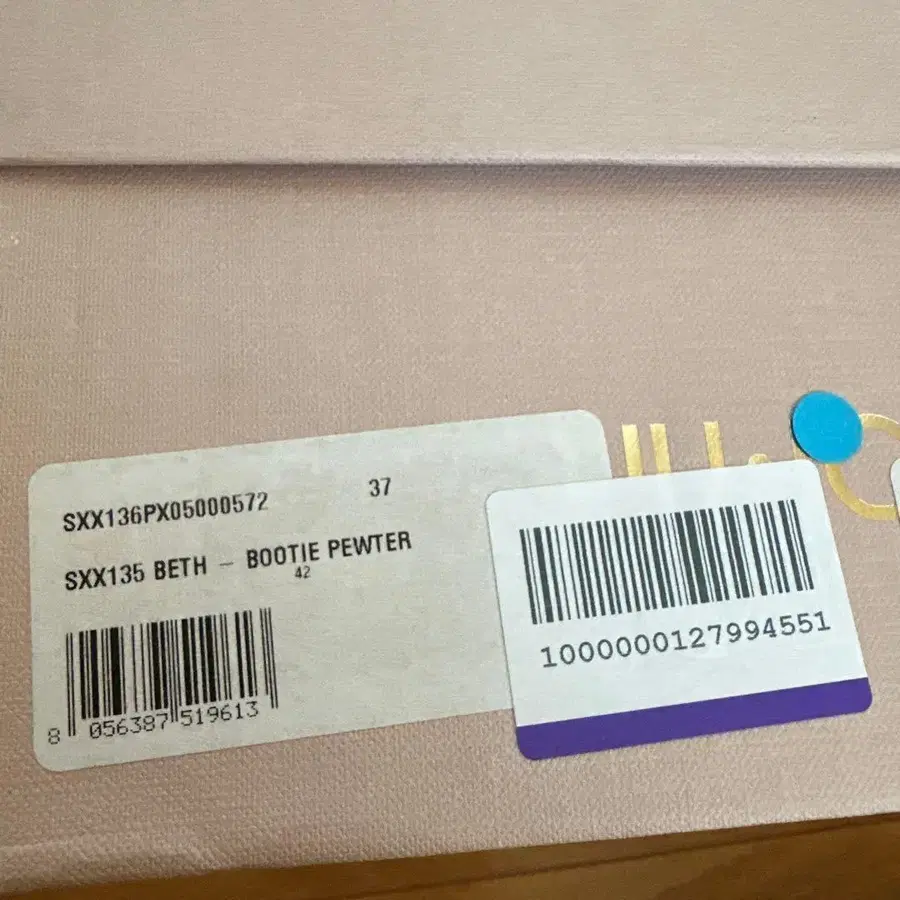 SXX136PX05000572 37
SXX135 BETH – BOOTIE PEWTER
42
8 056387 519613
1000000127994551